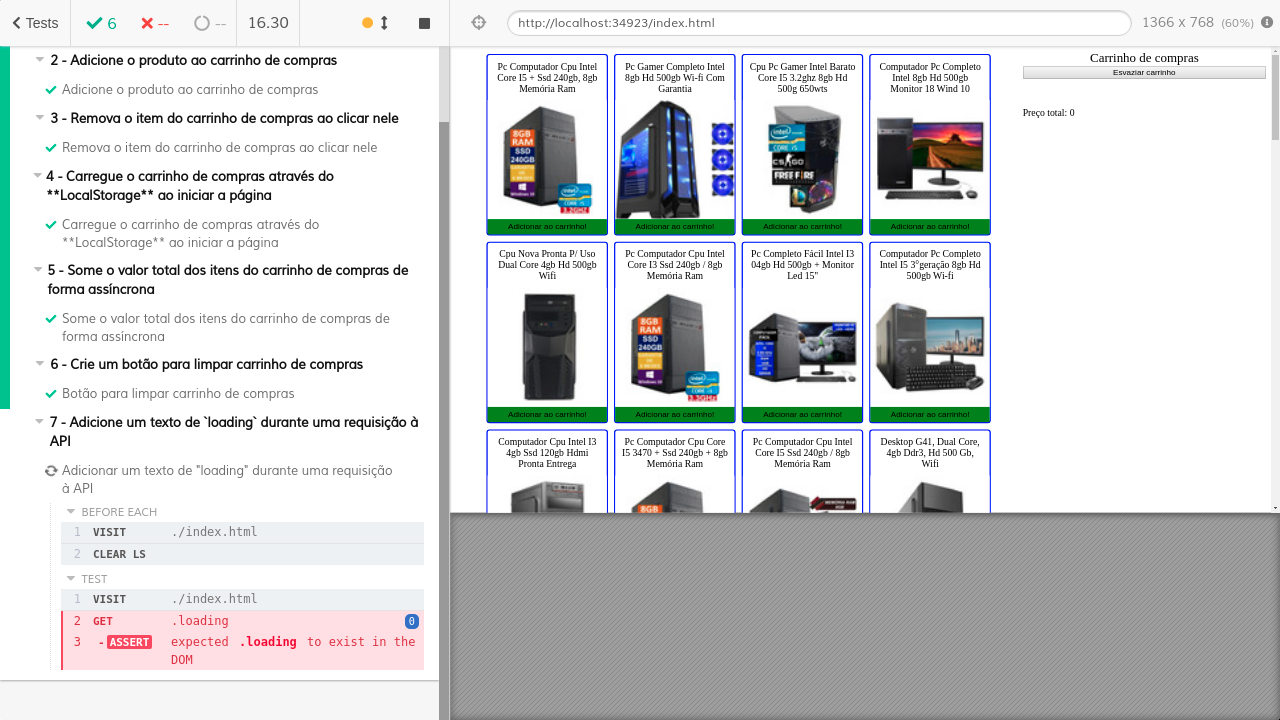 Tests
6
--
--
16.30
http://localhost:34923/index.html
1366 x 768 (60%)
2 - Adicione o produto ao carrinho de compras
Adicione o produto ao carrinho de compras
3 - Remova o item do carrinho de compras ao clicar nele
Remova o item do carrinho de compras ao clicar nele
4 - Carregue o carrinho de compras através do
**LocalStorage** ao iniciar a página
Carregue o carrinho de compras através do
**LocalStorage** ao iniciar a página
5 - Some o valor total dos itens do carrinho de compras de
forma assíncrona
Some o valor total dos itens do carrinho de compras de
forma assíncrona
6 - Crie um botão para limpar carrinho de compras
Botão para limpar carrinho de compras
7 - Adicione um texto de `loading` durante uma requisição à
API
Adicionar um texto de "loading" durante uma requisição
à API
BEFORE EACH
1 VISIT ./index.html
2 CLEAR LS
TEST
1 VISIT ./index.html
2 GET .loading 0
3 -ASSERT expected .loading to exist in the
DOM
Pc Computador Cpu Intel
Core I5 + Ssd 240gb, 8gb
Memória Ram
8GB
RAM
SSD
240GB
Adicionar ao carrinho!
Pc Gamer Completo Intel
8gb Hd 500gb Wi-fi Com
Garantia
Adicionar ao carrinho!
Cpu Pc Gamer Intel Barato
Core I5 3.2ghz 8gb Hd
500g 650wts
Adicionar ao carrinho!
Computador Pc Completo
Intel 8gb Hd 500gb
Monitor 18 Wind 10
Adicionar ao carrinho!
Cpu Nova Pronta P/ Uso
Dual Core 4gb Hd 500gb
Wifi
Adicionar ao carrinho!
Pc Computador Cpu Intel
Core I3 Ssd 240gb / 8gb
Memória Ram
8GB
RAM
SSD
240GB
Adicionar ao carrinho!
Pc Completo Fácil Intel I3
04gb Hd 500gb + Monitor
Led 15"
Adicionar ao carrinho!
Computador Pc Completo
Intel I5 3°geração 8gb Hd
500gb Wi-fi
Adicionar ao carrinho!
Computador Cpu Intel I3
4gb Ssd 120gb Hdmi
Pronta Entrega
Pc Computador Cpu Core
I5 3470 + Ssd 240gb + 8gb
Memória Ram
8GB
Pc Computador Cpu Intel
Core I5 Ssd 240gb / 8gb
Memória Ram
Desktop G41, Dual Core,
4gb Ddr3, Hd 500 Gb,
Wifi
Carrinho de compras
Esvaziar carrinho
Preço total: 0